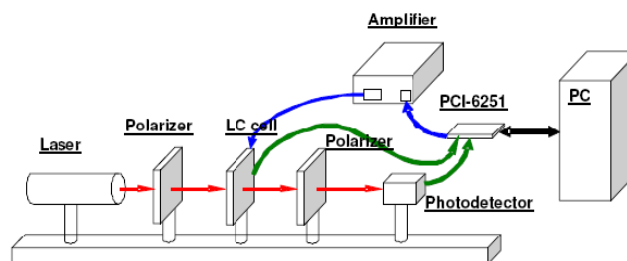 Amplifier
PCI-6251
PC
Polarizer
LC cell
Polarizer
Laser
Photodetector